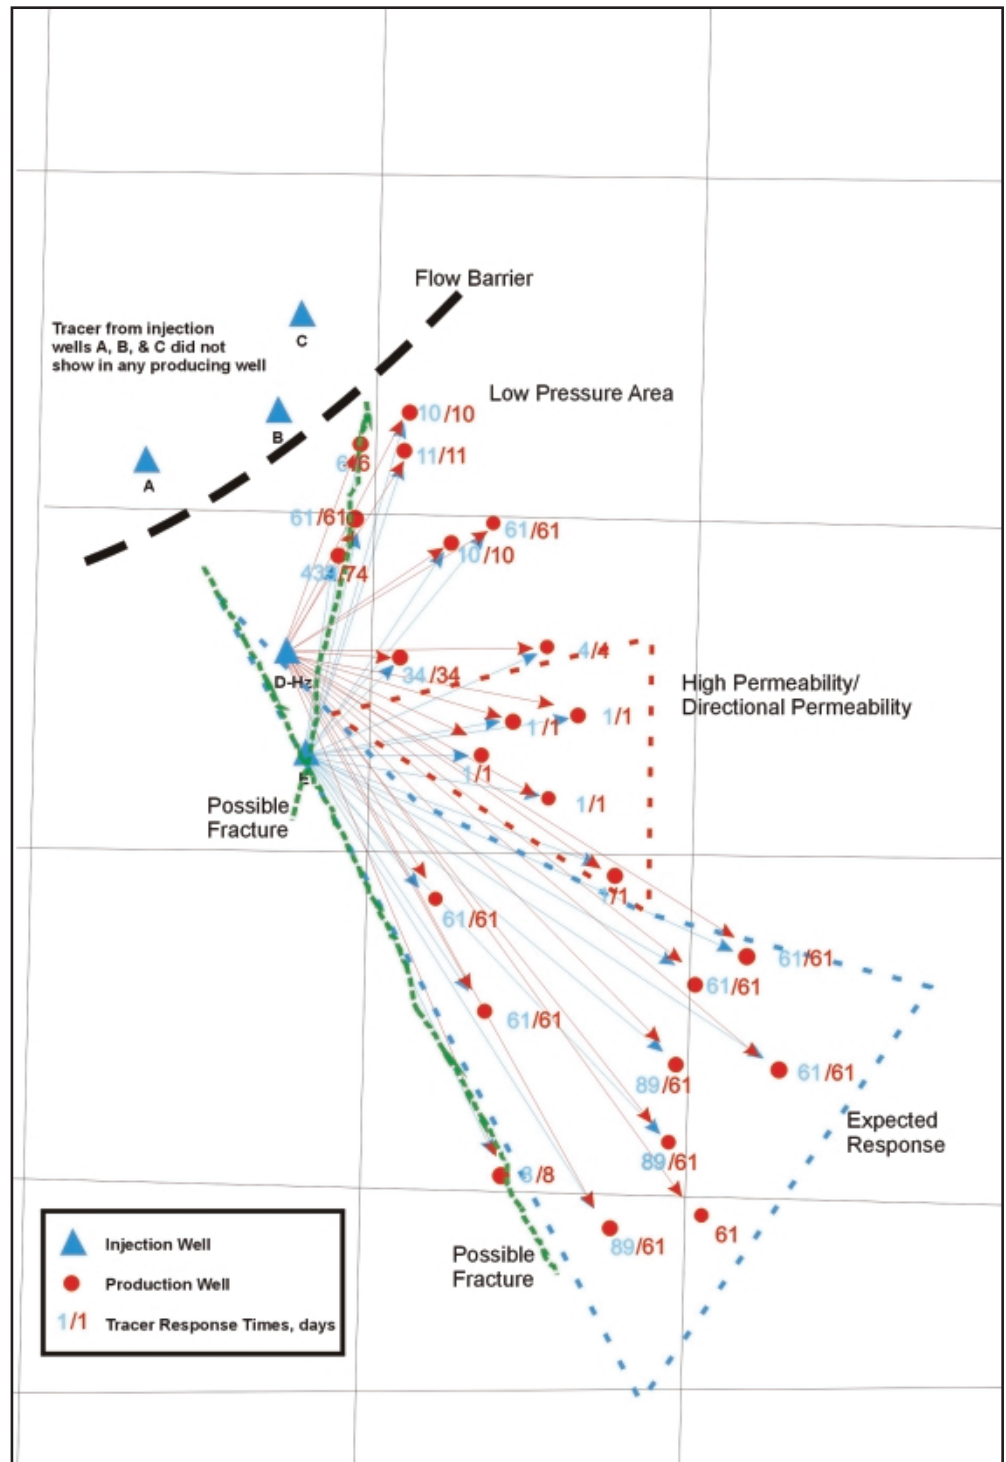 Flow Barrier
C
Tracer from injection
wells A, B, & C did not
show in any producing well
Low Pressure Area
B
A
10/10
6/6
11/11
61/61
61/61
10/10
/74
4/4
34/34
D-Hz
High Permeability/
Directional Permeability
1/1
1/1
1/1
E
1/1
Possible
Fracture
1/1
61/61
61/61
61/61
61/61
61/61
89/61
Expected
Response
89/61
8/8
61
89/61
Possible
Fracture
Injection Well
Production Well
1/1 Tracer Response Times, days